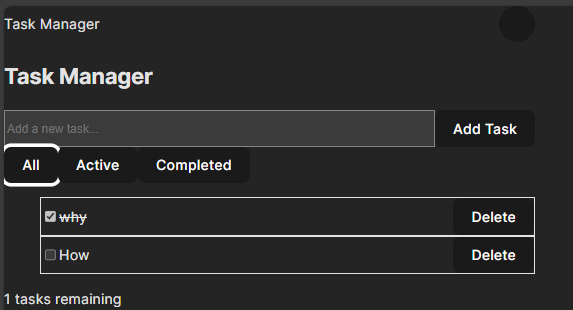 Task Manager
Task Manager
Add a new task... Add Task
All Active Completed
why Delete
How Delete
1 tasks remaining